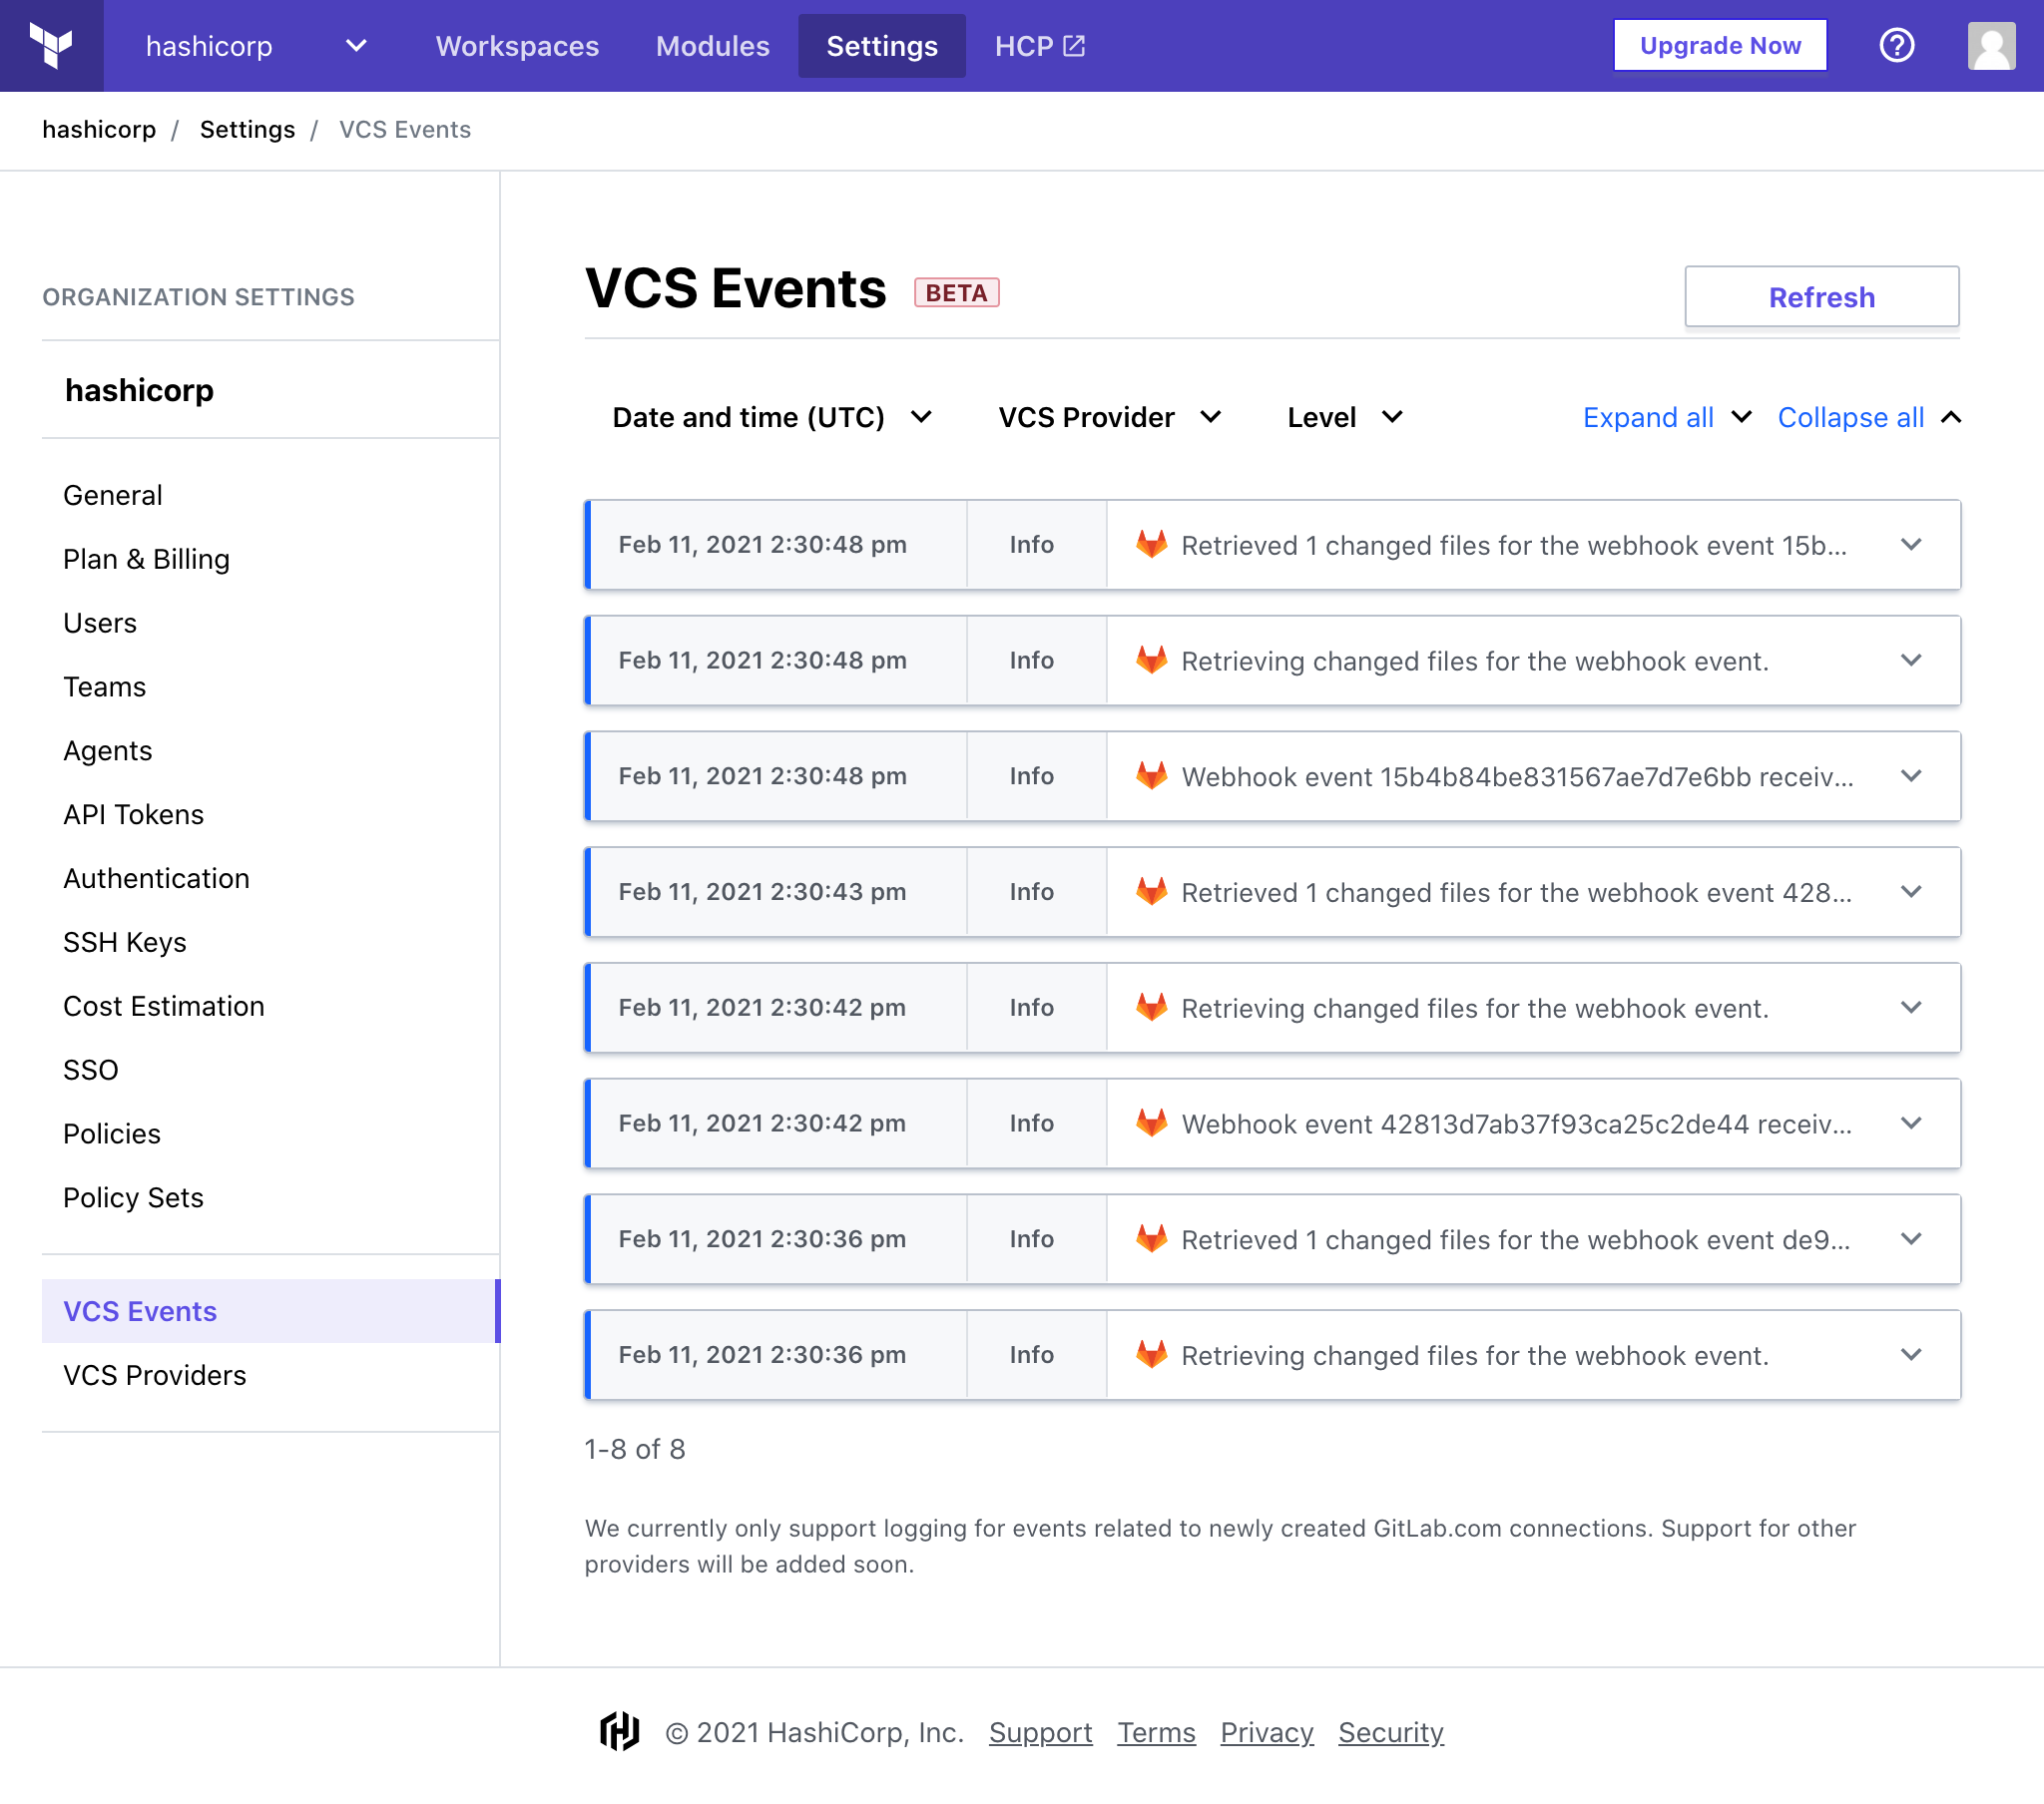 hashicorp Workspaces Modules Settings HCP Upgrade Now
hashicorp / Settings / VCS Events
ORGANIZATION SETTINGS
hashicorp
General
Plan & Billing
Users
Teams
Agents
API Tokens
Authentication
SSH Keys
Cost Estimation
SSO
Policies
Policy Sets
VCS Events
VCS Providers
VCS Events BETA Refresh
Date and time (UTC) VCS Provider Level Expand all Collapse all
Feb 11, 2021 2:30:48 pm Info Retrieved 1 changed files for the webhook event 15b...
Feb 11, 2021 2:30:48 pm Info Retrieving changed files for the webhook event.
Feb 11, 2021 2:30:48 pm Info Webhook event 15b4b84be831567ae7d7e6bb receiv...
Feb 11, 2021 2:30:43 pm Info Retrieved 1 changed files for the webhook event 428...
Feb 11, 2021 2:30:42 pm Info Retrieving changed files for the webhook event.
Feb 11, 2021 2:30:42 pm Info Webhook event 42813d7ab37f93ca25c2de44 receiv...
Feb 11, 2021 2:30:36 pm Info Retrieved 1 changed files for the webhook event de9...
Feb 11, 2021 2:30:36 pm Info Retrieving changed files for the webhook event.
1-8 of 8
We currently only support logging for events related to newly created GitLab.com connections. Support for other
providers will be added soon.
© 2021 HashiCorp, Inc. Support Terms Privacy Security